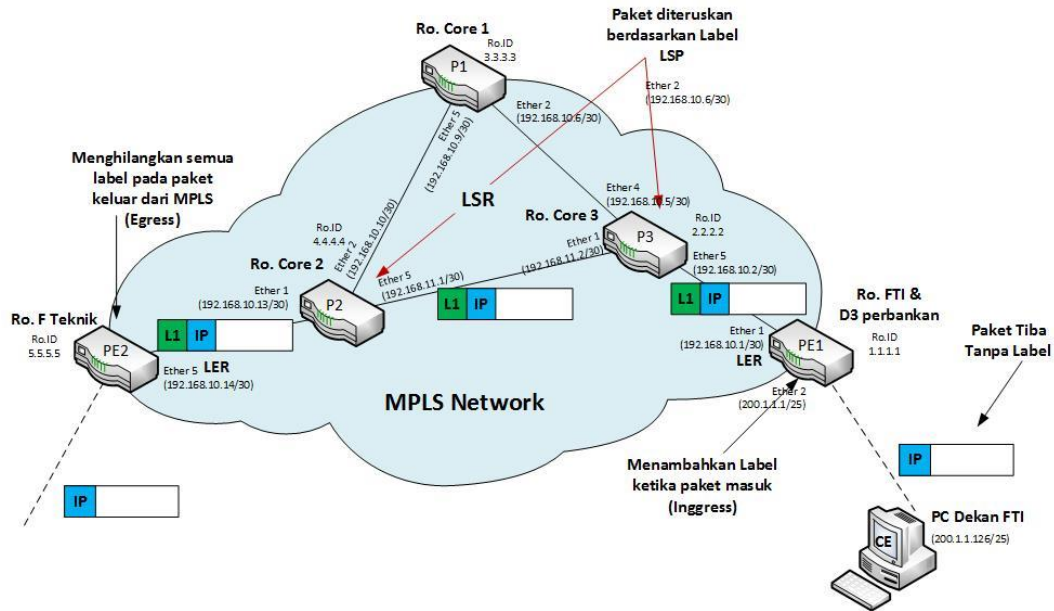 Ro. Core 1
Ro.ID
3.3.3.3
P1
Paket diteruskan
berdasarkan Label
LSP
Ether 2
(192.168.10.6/30)
Ether 2
(192.168.10.6/30)
Ether 5
(192.168.10.9/30)
Menghilangkan semua
label pada paket
keluar dari MPLS
(Egress)
LSR
Ether 4
(192.168.10.5/30)
Ro. Core 3
Ro.ID
2.2.2.2
P3
Ro.ID
4.4.4.4
Ether 2
(192.168.10.10/30)
Ether 1
(192.168.11.2/30)
Ro. Core 2
Ether 5
(192.168.11.1/30)
Ether 5
(192.168.10.2/30)
Ether 1
(192.168.10.13/30)
P2
L1 IP
L1 IP
Ro. FTI &
D3 perbankan
Ro.ID
1.1.1.1
Ro. F Teknik
Ro.ID
5.5.5.5
PE2
L1 IP
LER
Ether 5
(192.168.10.14/30)
Ether 1
(192.168.10.1/30)
LER
PE1
Paket Tiba
Tanpa Label
MPLS Network
Ether 2
(200.1.1.1/25)
Menambahkan Label
ketika paket masuk
(Inggress)
IP
IP
PC Dekan FTI
(200.1.1.126/25)
CE